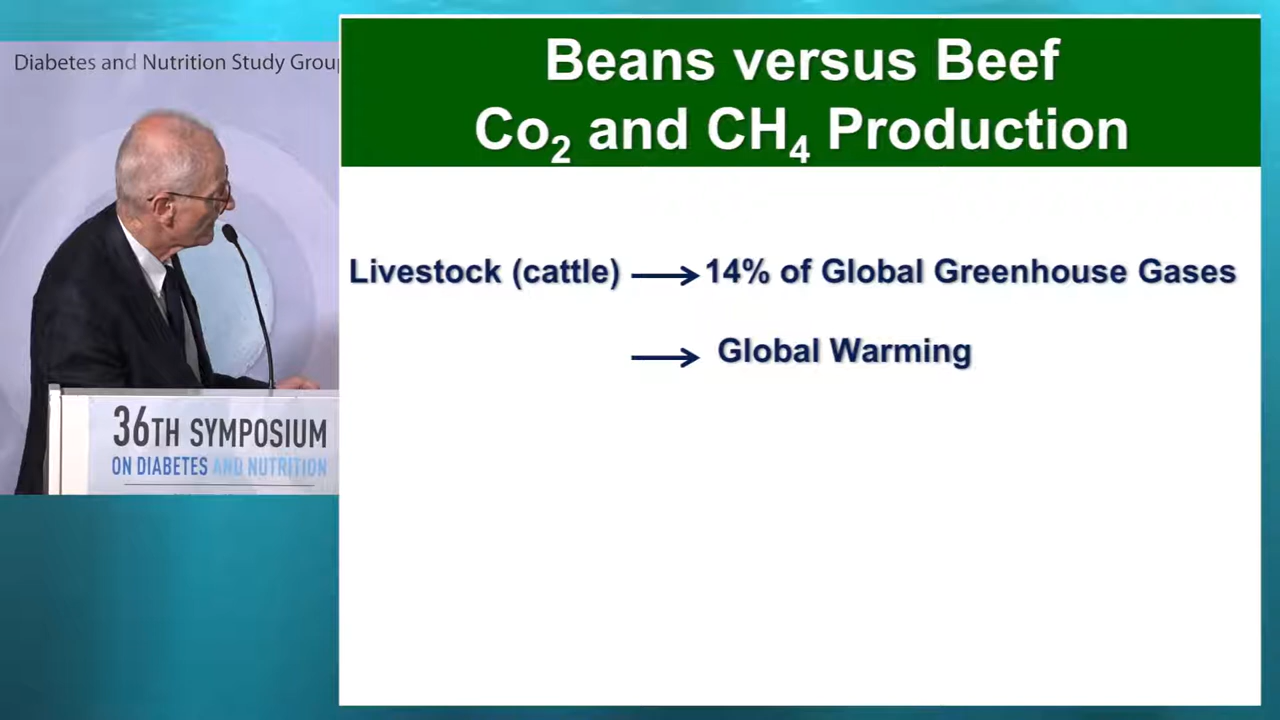 Diabetes and Nutrition Study Grou
Beans versus Beef
Co₂ and CH₄ Production
Livestock (cattle) → 14% of Global Greenhouse Gases
→ Global Warming
36TH SYMPOSIUM
ON DIABETES AND NUTRITION